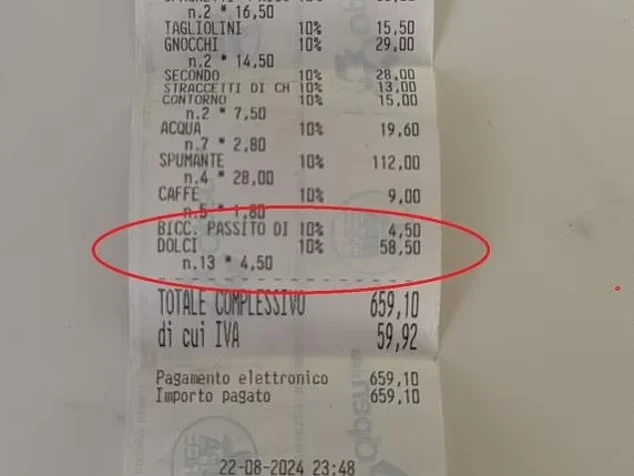 n.2 * 16,50
TAGLIOLINI 10% 15,50
GNOCCHI 10% 29,00
n.2 * 14,50
SECONDO 10% 28,00
STRACCETTI DI CH 10% 13,00
CONTORNO 10% 15,00
n.2 * 7,50
ACQUA 10% 19,60
n.7 * 2,80
SPUMANTE 10% 112,00
n.4 * 28,00
CAFFE 10% 9,00
n.5 * 1,80
BICC. PASSITO DI 10% 4,50
DOLCI 10% 58,50
n.13 * 4,50
TOTALE COMPLESSIVO 659,10
di cui IVA 59,92
Pagamento elettronico 659,10
Importo pagato 659,10
22-08-2024 23:48